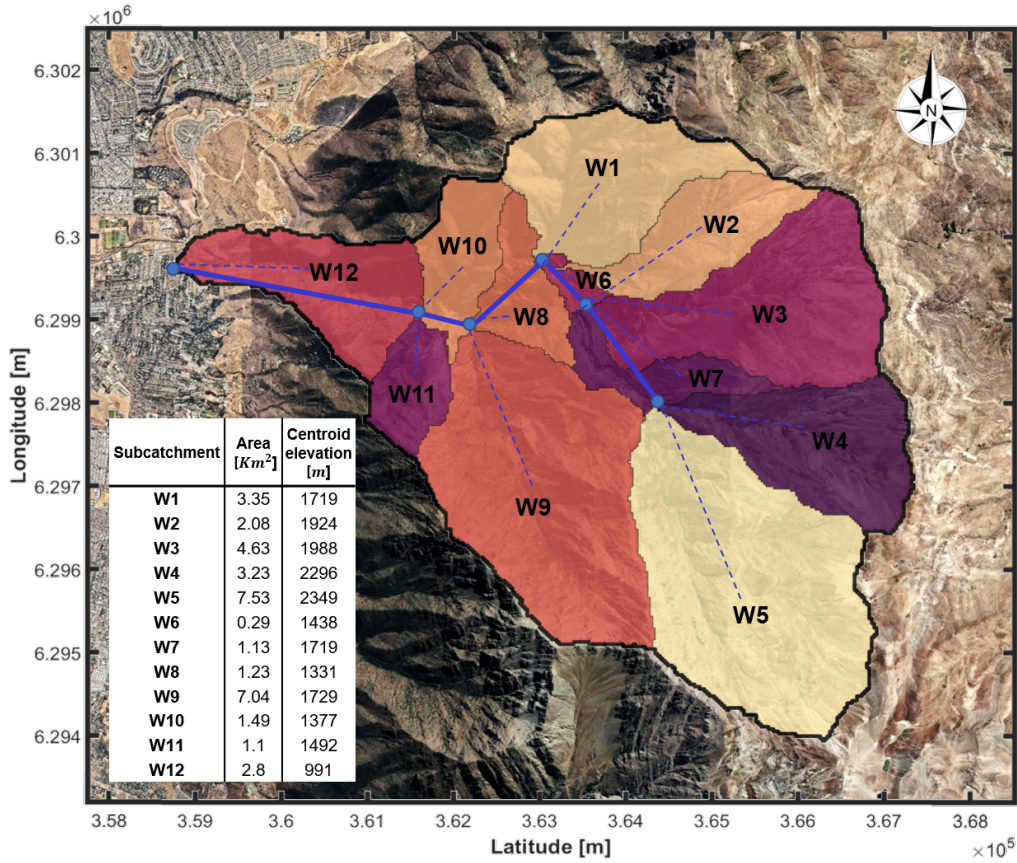 ×10⁶
6.302
6.301
6.3
6.299
6.298
6.297
6.296
6.295
6.294
Longitude [m]
N
W1
W2
W10
W12
W6
W3
W8
W7
W11
W4
W9
W5
Subcatchment Area [Km²] Centroid elevation [m]
W1 3.35 1719
W2 2.08 1924
W3 4.63 1988
W4 3.23 2296
W5 7.53 2349
W6 0.29 1438
W7 1.13 1719
W8 1.23 1331
W9 7.04 1729
W10 1.49 1377
W11 1.1 1492
W12 2.8 991
3.58 3.59 3.6 3.61 3.62 3.63 3.64 3.65 3.66 3.67 3.68
Latitude [m]
×10⁵